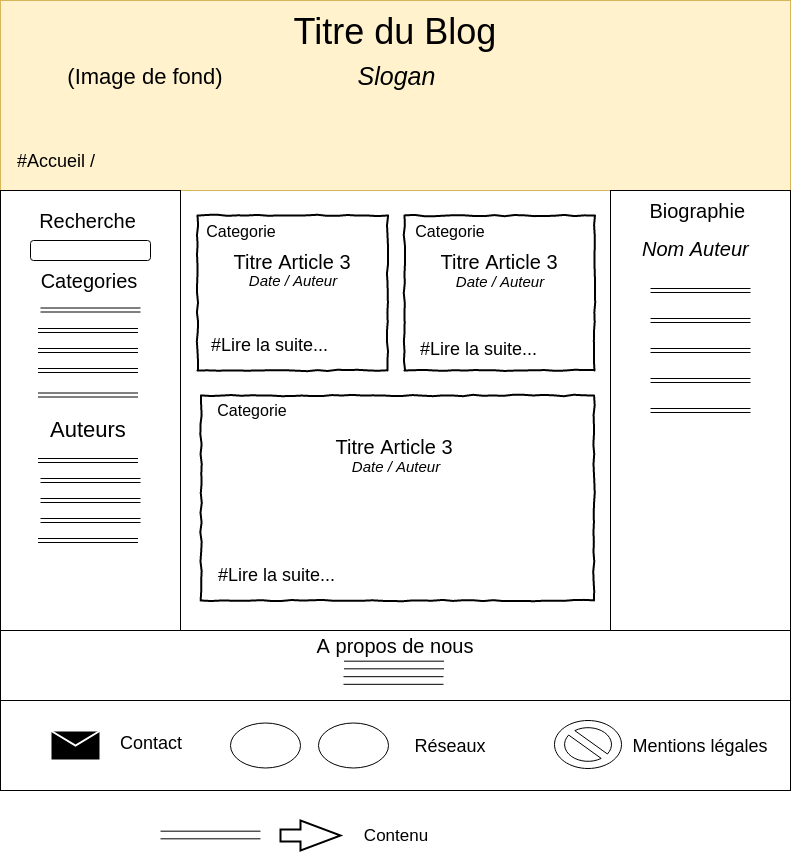 Titre du Blog
(Image de fond)
Slogan
#Accueil /
Recherche
Categories
Auteurs
Categorie
Titre Article 3
Date / Auteur
#Lire la suite...
Categorie
Titre Article 3
Date / Auteur
#Lire la suite...
Categorie
Titre Article 3
Date / Auteur
#Lire la suite...
Biographie
Nom Auteur
A propos de nous
Contact
Réseaux
Mentions légales
Contenu